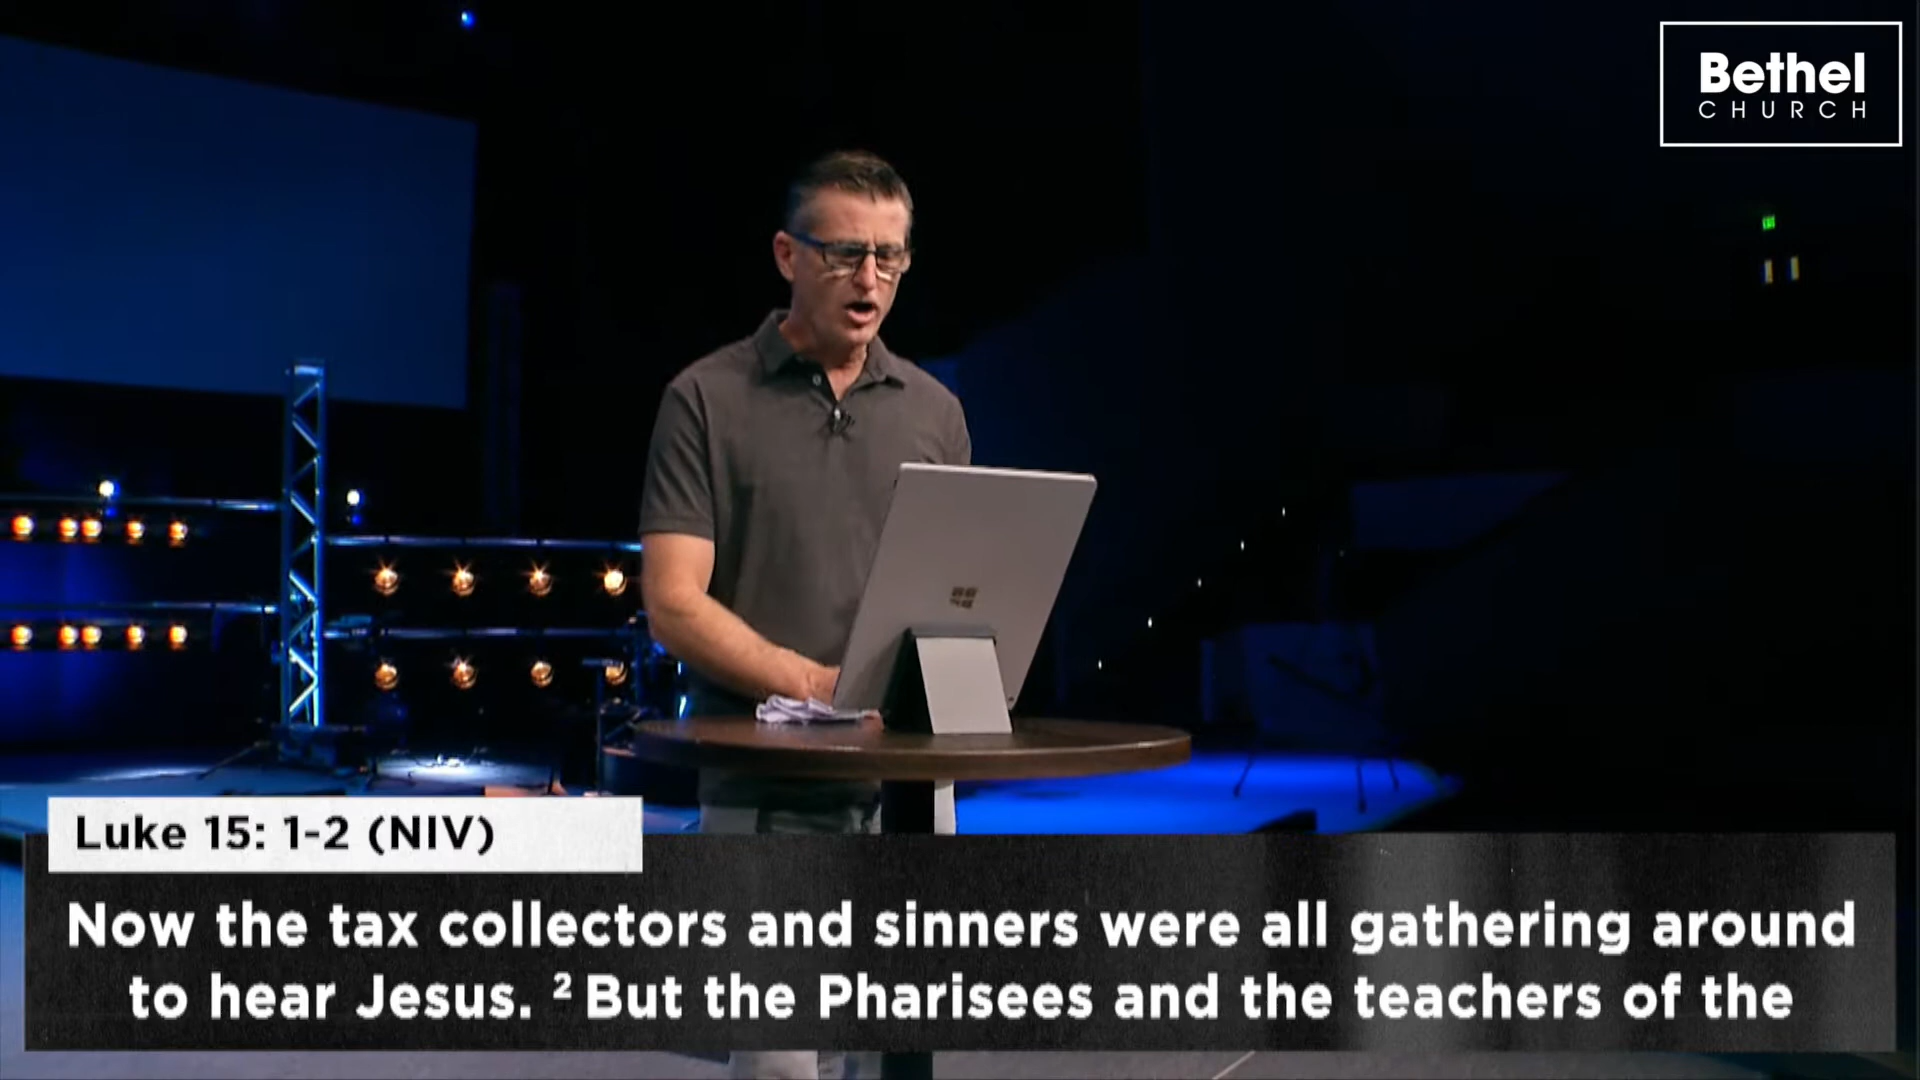 Bethel
CHURCH
Luke 15: 1-2 (NIV)
Now the tax collectors and sinners were all gathering around
to hear Jesus. ² But the Pharisees and the teachers of the